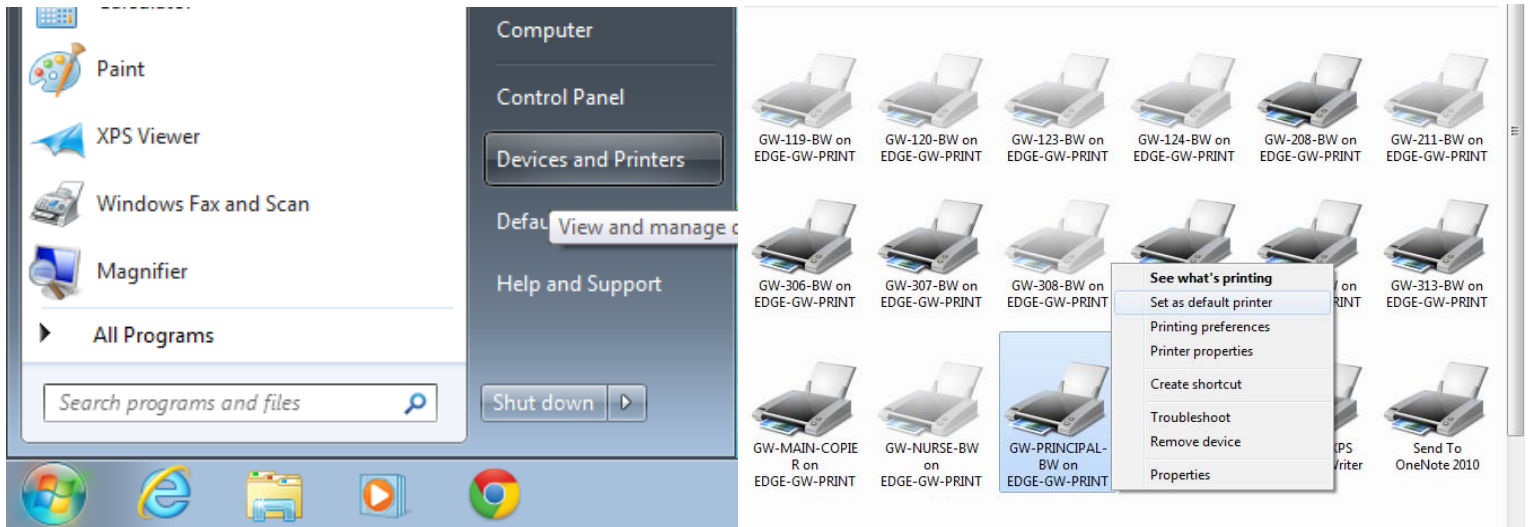 Paint
XPS Viewer
Windows Fax and Scan
Magnifier
All Programs
Search programs and files
Computer
Control Panel
Devices and Printers
Defau
View and manage
Help and Support
Shut down
GW-119-BW on
EDGE-GW-PRINT
GW-120-BW on
EDGE-GW-PRINT
GW-123-BW on
EDGE-GW-PRINT
GW-124-BW on
EDGE-GW-PRINT
GW-208-BW on
EDGE-GW-PRINT
GW-211-BW on
EDGE-GW-PRINT
GW-306-BW on
EDGE-GW-PRINT
GW-307-BW on
EDGE-GW-PRINT
GW-308-BW on
EDGE-GW-PRINT
on
RINT
GW-313-BW on
EDGE-GW-PRINT
See what's printing
Set as default printer
Printing preferences
Printer properties
Create shortcut
Troubleshoot
Remove device
Properties
GW-MAIN-COPIE
R on
EDGE-GW-PRINT
GW-NURSE-BW
on
EDGE-GW-PRINT
GW-PRINCIPAL-
BW on
EDGE-GW-PRINT
XPS
Writer
Send To
OneNote 2010